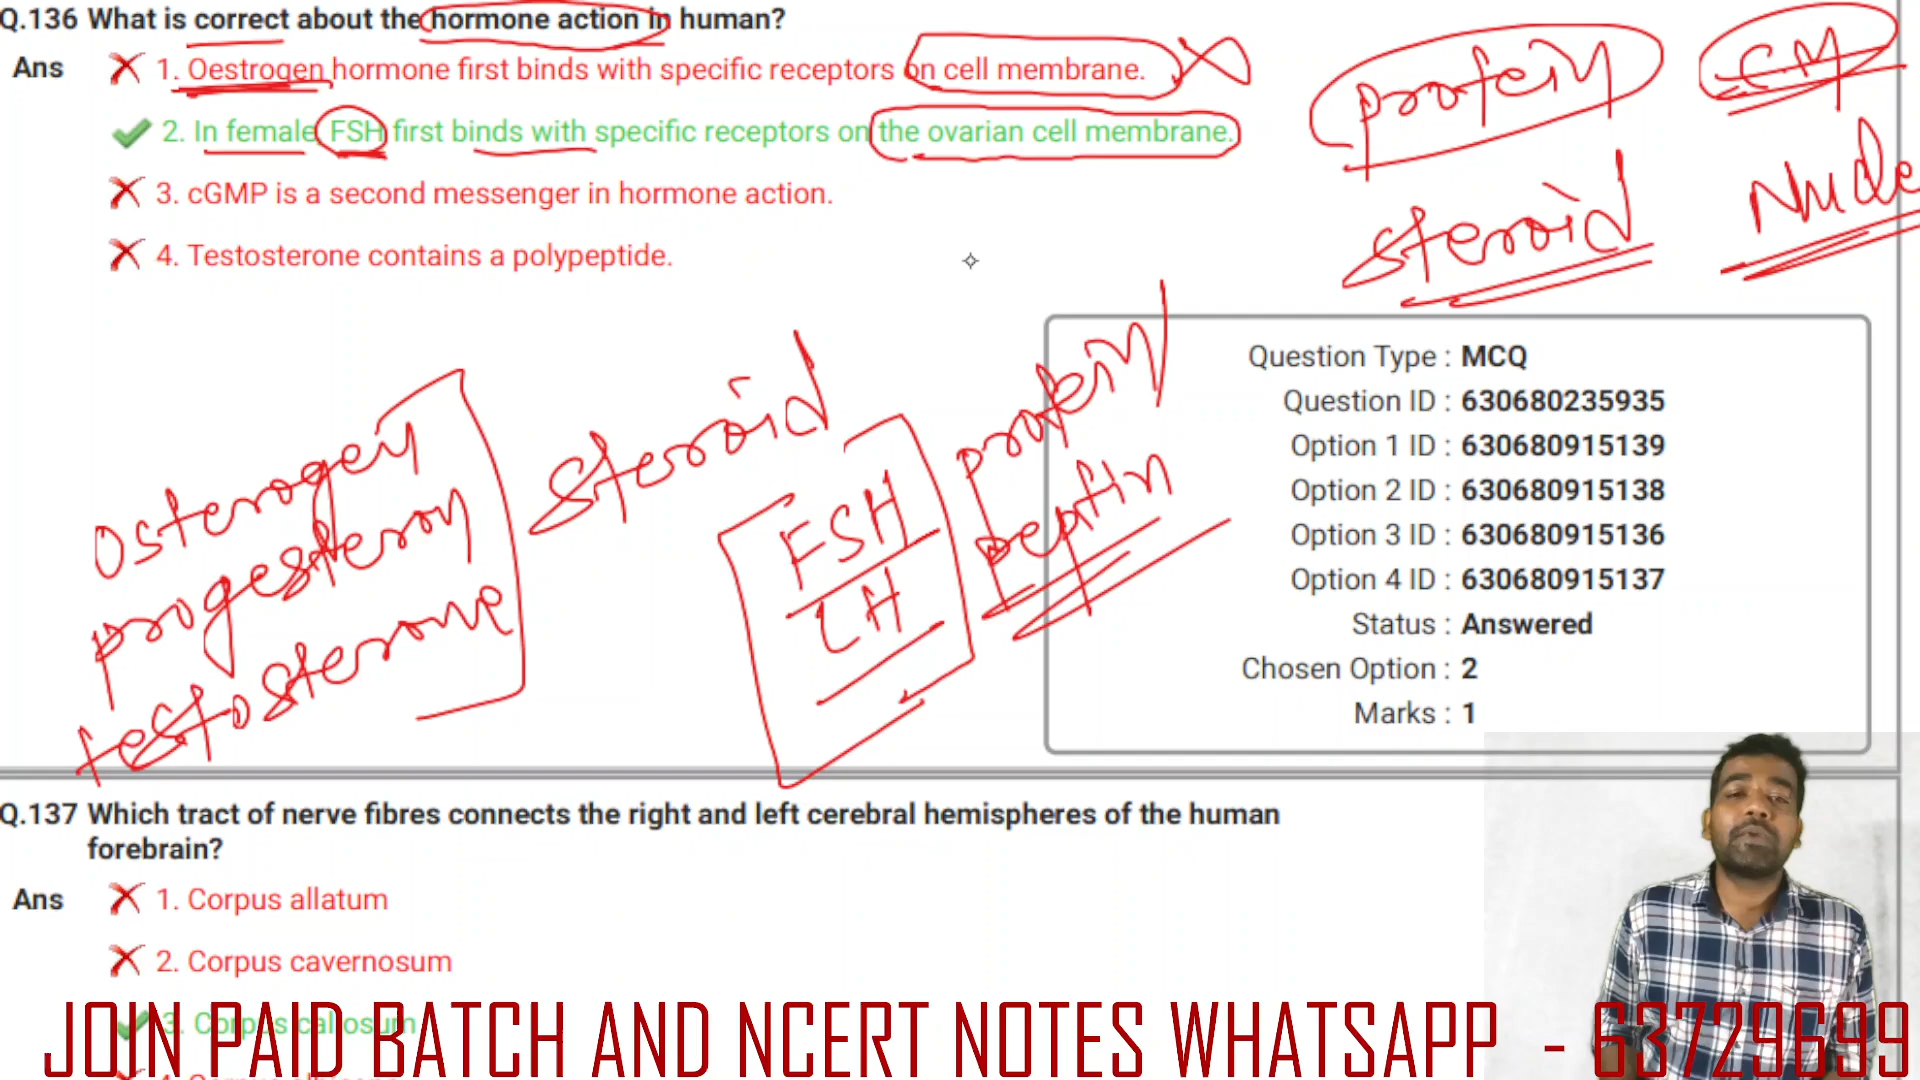 Q.136 What is correct about the hormone action in human?
Ans 1. Oestrogen hormone first binds with specific receptors on cell membrane.
2. In female FSH first binds with specific receptors on the ovarian cell membrane.
3. cGMP is a second messenger in hormone action.
4. Testosterone contains a polypeptide.
protein
CM
steroid
Nucle
Osterogen
progesteron
testosterone
steroid
FSH
LH
protein
peptin
Question Type : MCQ
Question ID : 630680235935
Option 1 ID : 630680915139
Option 2 ID : 630680915138
Option 3 ID : 630680915136
Option 4 ID : 630680915137
Status : Answered
Chosen Option : 2
Marks : 1
Q.137 Which tract of nerve fibres connects the right and left cerebral hemispheres of the human
forebrain?
Ans 1. Corpus allatum
2. Corpus cavernosum
3. Corpus callosum
JOIN PAID BATCH AND NCERT NOTES WHATSAPP - 63729699